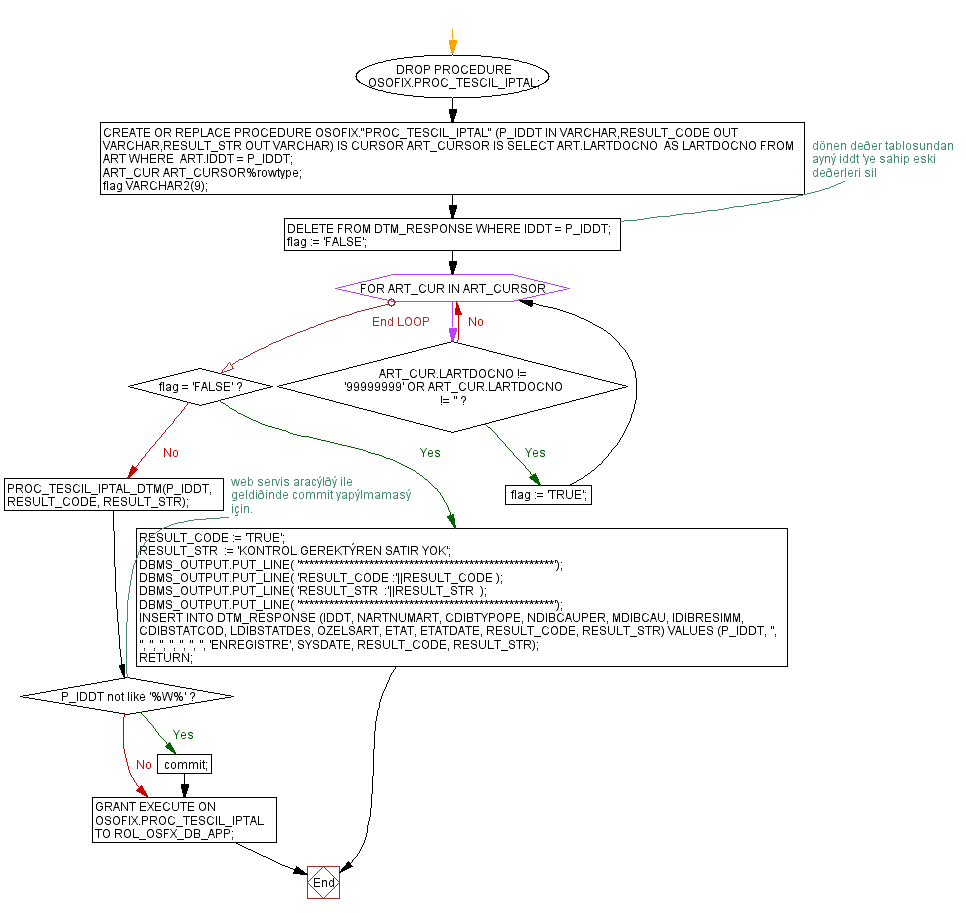 DROP PROCEDURE
OSOFIX.PROC_TESCIL_IPTAL;
CREATE OR REPLACE PROCEDURE OSOFIX."PROC_TESCIL_IPTAL" (P_IDDT IN VARCHAR,RESULT_CODE OUT
VARCHAR,RESULT_STR OUT VARCHAR) IS CURSOR ART_CURSOR IS SELECT ART.LARTDOCNO  AS LARTDOCNO FROM
ART WHERE  ART.IDDT = P_IDDT;
ART_CUR ART_CURSOR%rowtype;
flag VARCHAR2(9);
dönen deðer tablosundan
ayný iddt 'ye sahip eski
deðerleri sil
DELETE FROM DTM_RESPONSE WHERE IDDT = P_IDDT;
flag := 'FALSE';
FOR ART_CUR IN ART_CURSOR
End LOOP
No
flag = 'FALSE' ?
ART_CUR.LARTDOCNO !=
'99999999' OR ART_CUR.LARTDOCNO
!= '' ?
No
Yes
Yes
flag := 'TRUE';
PROC_TESCIL_IPTAL_DTM(P_IDDT,
RESULT_CODE, RESULT_STR);
web servis aracýlðý ile
geldiðinde commit yapýlmamasý
için.
RESULT_CODE := 'TRUE';
RESULT_STR  := 'KONTROL GEREKTÝREN SATIR YOK';
DBMS_OUTPUT.PUT_LINE( '***************************************************');
DBMS_OUTPUT.PUT_LINE( 'RESULT_CODE :'||RESULT_CODE );
DBMS_OUTPUT.PUT_LINE( 'RESULT_STR  :'||RESULT_STR  );
DBMS_OUTPUT.PUT_LINE( '***************************************************');
INSERT INTO DTM_RESPONSE (IDDT, NARTNUMART, CDIBTYPOPE, NDIBCAUPER, MDIBCAU, IDIBRESIMM,
CDIBSTATCOD, LDIBSTATDES, OZELSART, ETAT, ETATDATE, RESULT_CODE, RESULT_STR) VALUES (P_IDDT, '',
'', '', '', '', '', '', '', 'ENREGISTRE', SYSDATE, RESULT_CODE, RESULT_STR);
RETURN;
P_IDDT not like '%W%' ?
Yes
No
commit;
GRANT EXECUTE ON
OSOFIX.PROC_TESCIL_IPTAL
TO ROL_OSFX_DB_APP;
End